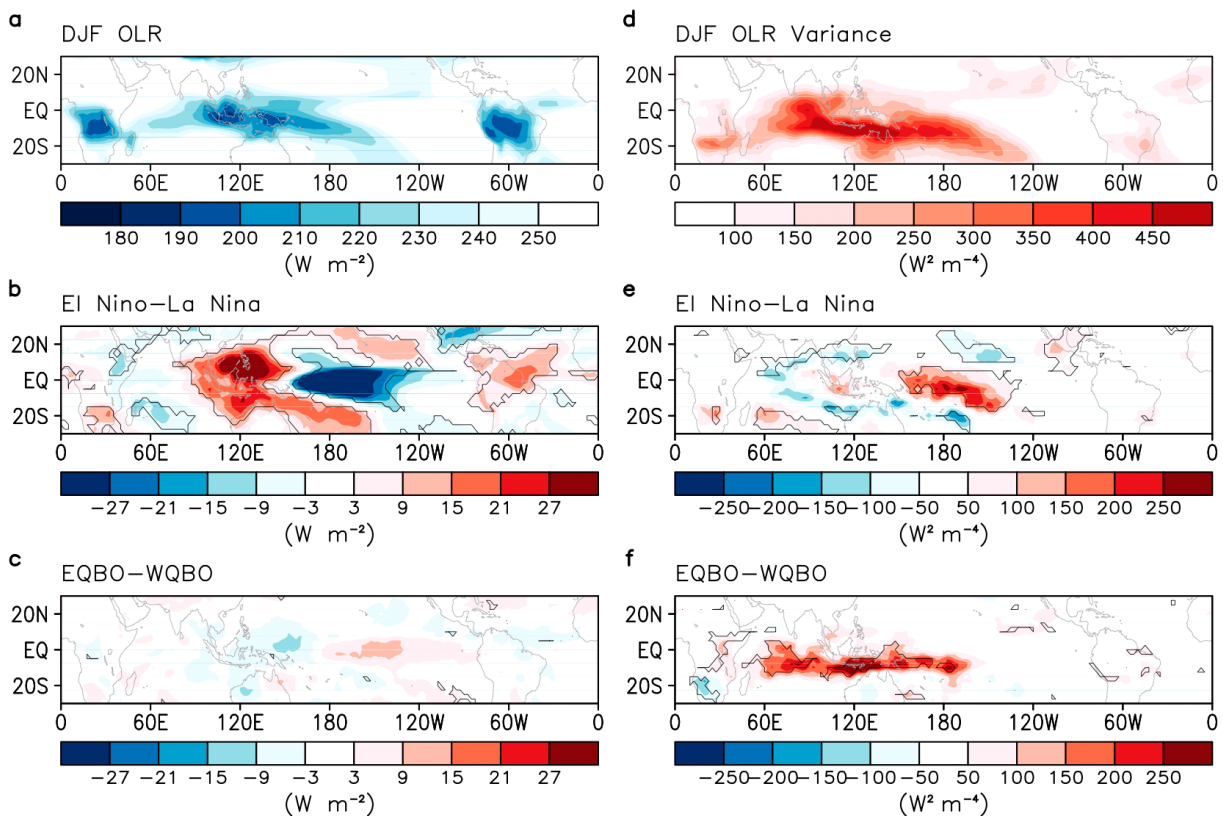 a
DJF OLR
20N
EQ
20S
0 60E 120E 180 120W 60W 0
180 190 200 210 220 230 240 250
(W m⁻²)
b
El Nino−La Nina
20N
EQ
20S
0 60E 120E 180 120W 60W 0
−27 −21 −15 −9 −3 3 9 15 21 27
(W m⁻²)
c
EQBO−WQBO
20N
EQ
20S
0 60E 120E 180 120W 60W 0
−27 −21 −15 −9 −3 3 9 15 21 27
(W m⁻²)
d
DJF OLR Variance
20N
EQ
20S
0 60E 120E 180 120W 60W 0
100 150 200 250 300 350 400 450
(W² m⁻⁴)
e
El Nino−La Nina
20N
EQ
20S
0 60E 120E 180 120W 60W 0
−250 −200 −150 −100 −50 50 100 150 200 250
(W² m⁻⁴)
f
EQBO−WQBO
20N
EQ
20S
0 60E 120E 180 120W 60W 0
−250 −200 −150 −100 −50 50 100 150 200 250
(W² m⁻⁴)